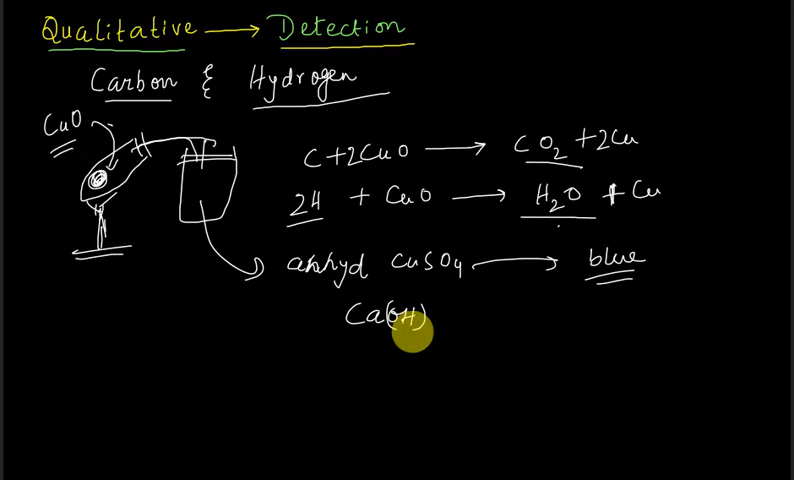 Qualitative → Detection
Carbon & Hydrogen
CuO
C + 2CuO → CO₂ + 2Cu
2H + CuO → H₂O + Cu
anhyd CuSO₄ → blue
Ca(OH)